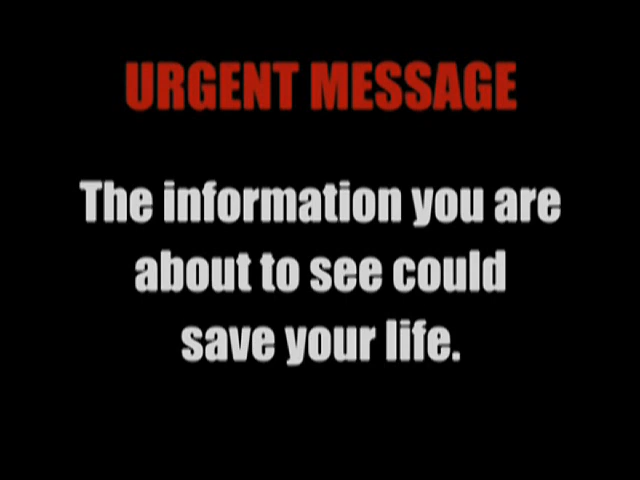 URGENT MESSAGE
The information you are
about to see could
save your life.